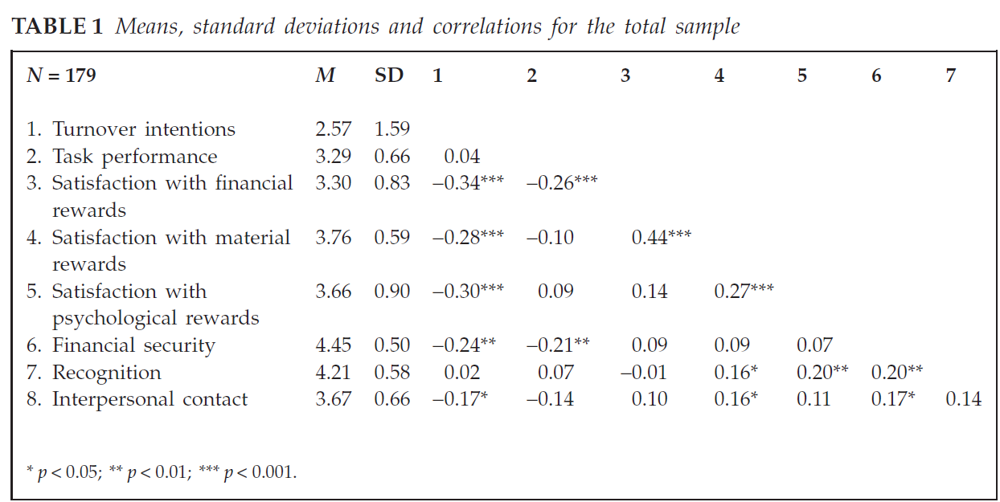 TABLE 1 Means, standard deviations and correlations for the total sample
N = 179 M SD 1 2 3 4 5 6 7
1. Turnover intentions 2.57 1.59
2. Task performance 3.29 0.66 0.04
3. Satisfaction with financial 3.30 0.83 –0.34*** –0.26***
rewards
4. Satisfaction with material 3.76 0.59 –0.28*** –0.10 0.44***
rewards
5. Satisfaction with 3.66 0.90 –0.30*** 0.09 0.14 0.27***
psychological rewards
6. Financial security 4.45 0.50 –0.24** –0.21** 0.09 0.09 0.07
7. Recognition 4.21 0.58 0.02 0.07 –0.01 0.16* 0.20** 0.20**
8. Interpersonal contact 3.67 0.66 –0.17* –0.14 0.10 0.16* 0.11 0.17* 0.14
* p < 0.05; ** p < 0.01; *** p < 0.001.